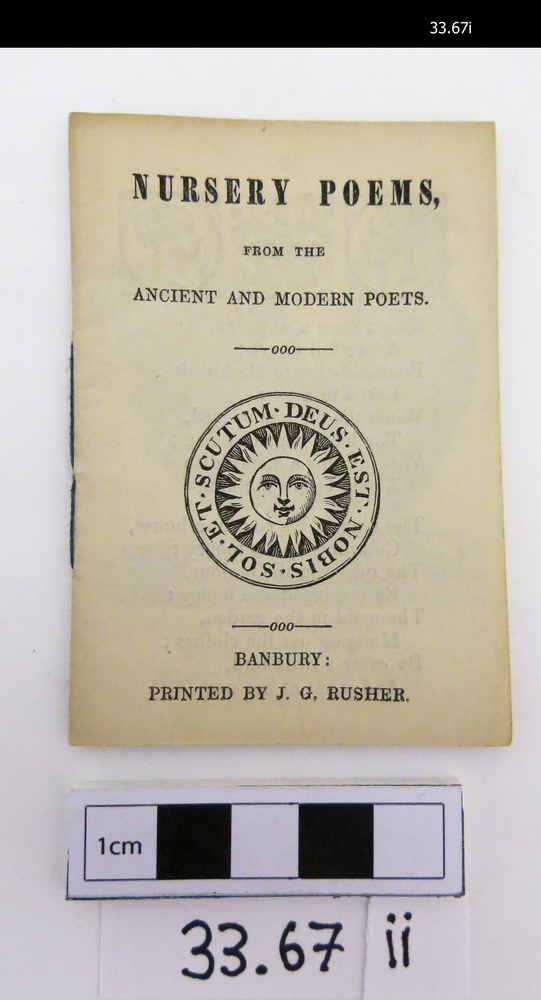 33.67i
NURSERY POEMS,
FROM THE
ANCIENT AND MODERN POETS.
ooo
SOL · ET · SCUTUM · DEUS · EST · NOBIS ·
ooo
BANBURY:
PRINTED BY J. G, RUSHER.
1cm
33.67 ii